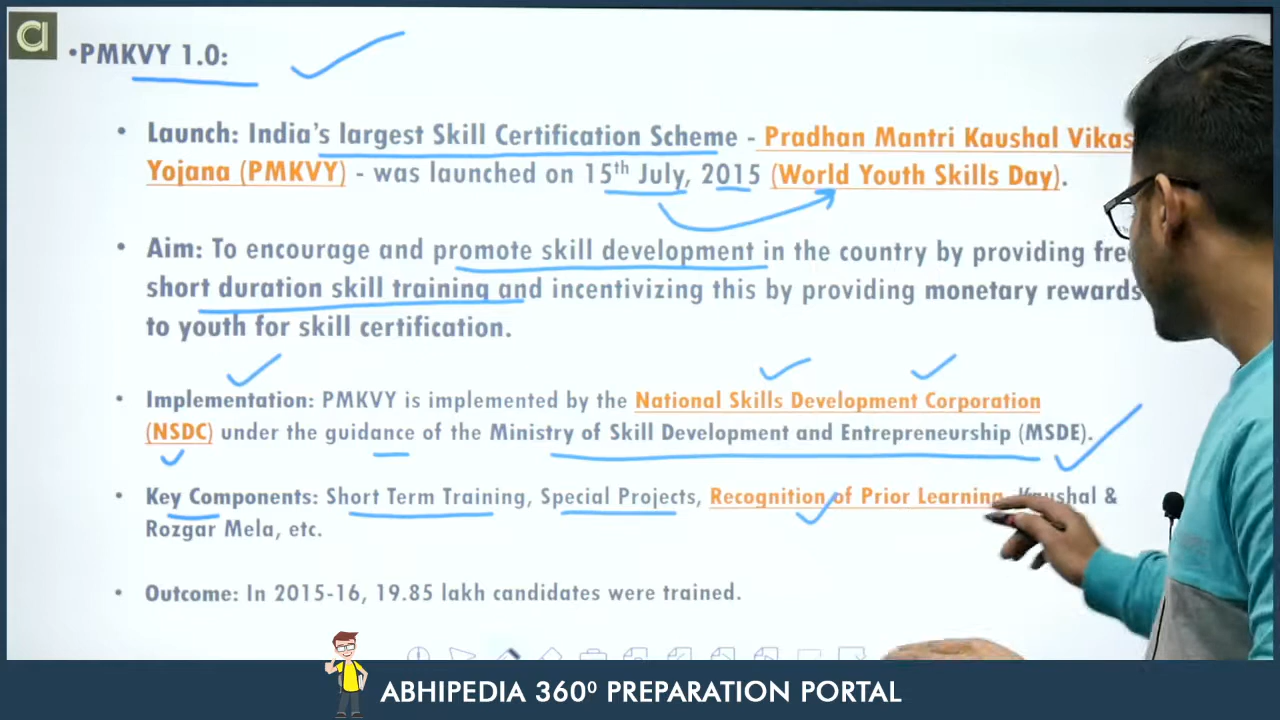 •PMKVY 1.0:
• Launch: India's largest Skill Certification Scheme - Pradhan Mantri Kaushal Vikas
Yojana (PMKVY) - was launched on 15th July, 2015 (World Youth Skills Day).
• Aim: To encourage and promote skill development in the country by providing free
short duration skill training and incentivizing this by providing monetary rewards
to youth for skill certification.
• Implementation: PMKVY is implemented by the National Skills Development Corporation
(NSDC) under the guidance of the Ministry of Skill Development and Entrepreneurship (MSDE).
• Key Components: Short Term Training, Special Projects, Recognition of Prior Learning, Kaushal &
Rozgar Mela, etc.
• Outcome: In 2015-16, 19.85 lakh candidates were trained.
ABHIPEDIA 360⁰ PREPARATION PORTAL